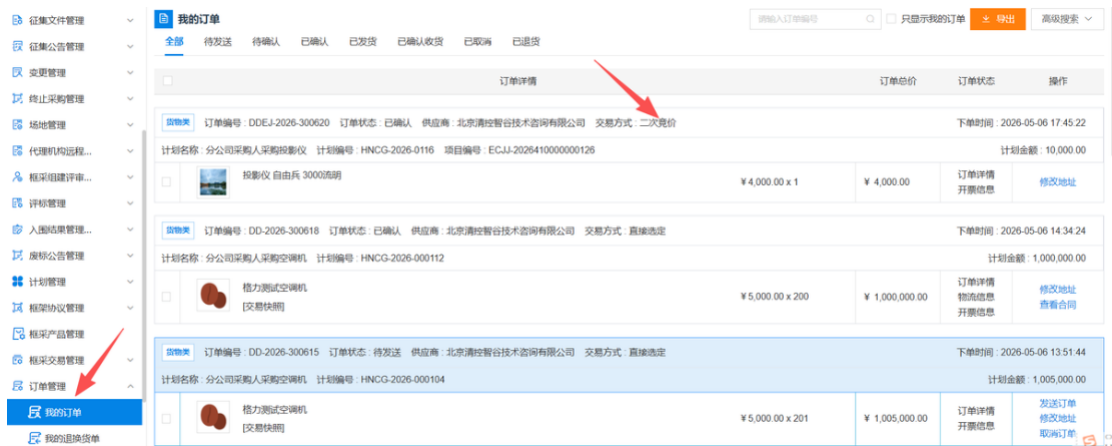 征集文件管理
征集公告管理
变更管理
终止采购管理
场地管理
代理机构远程...
框采组建评审...
评标管理
入围结果管理...
废标公告管理
计划管理
框架协议管理
框采产品管理
框采交易管理
订单管理
我的订单
我的退换货单
我的订单
请输入订单编号 只显示我的订单 导出 高级搜索
全部 待发送 待确认 已确认 已发货 已确认收货 已取消 已退货
订单详情 订单总价 订单状态 操作
货物类 订单编号 : DDEJ-2026-300620 订单状态 : 已确认 供应商 : 北京清控智谷技术咨询有限公司 交易方式 : 二次竞价 下单时间 : 2026-05-06 17:45:22
计划名称 : 分公司采购人采购投影仪 计划编号 : HNCG-2026-0116 项目编号 : ECJJ-2026410000000126 计划金额 : 10,000.00
投影仪 自由兵 3000流明 ¥ 4,000.00 x 1 ¥ 4,000.00 订单详情 修改地址
开票信息
货物类 订单编号 : DD-2026-300618 订单状态 : 已确认 供应商 : 北京清控智谷技术咨询有限公司 交易方式 : 直接选定 下单时间 : 2026-05-06 14:34:24
计划名称 : 分公司采购人采购空调机 计划编号 : HNCG-2026-000112 计划金额 : 1,000,000.00
格力测试空调机 订单详情 修改地址
[交易快照] ¥ 5,000.00 x 200 ¥ 1,000,000.00 物流信息 查看合同
开票信息
货物类 订单编号 : DD-2026-300615 订单状态 : 待发送 供应商 : 北京清控智谷技术咨询有限公司 交易方式 : 直接选定 下单时间 : 2026-05-06 13:51:44
计划名称 : 分公司采购人采购空调机 计划编号 : HNCG-2026-000104 计划金额 : 1,005,000.00
格力测试空调机 订单详情 发送订单
[交易快照] ¥ 5,000.00 x 201 ¥ 1,005,000.00 开票信息 修改地址
取消订单